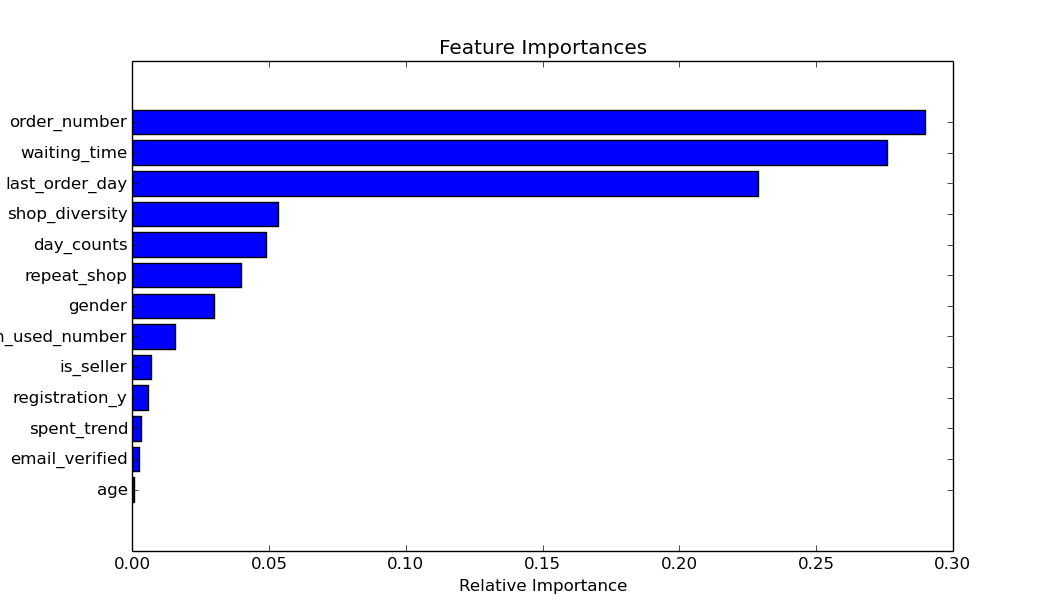 Feature Importances
order_number
waiting_time
last_order_day
shop_diversity
day_counts
repeat_shop
gender
_used_number
is_seller
registration_y
spent_trend
email_verified
age
0.00 0.05 0.10 0.15 0.20 0.25 0.30
Relative Importance